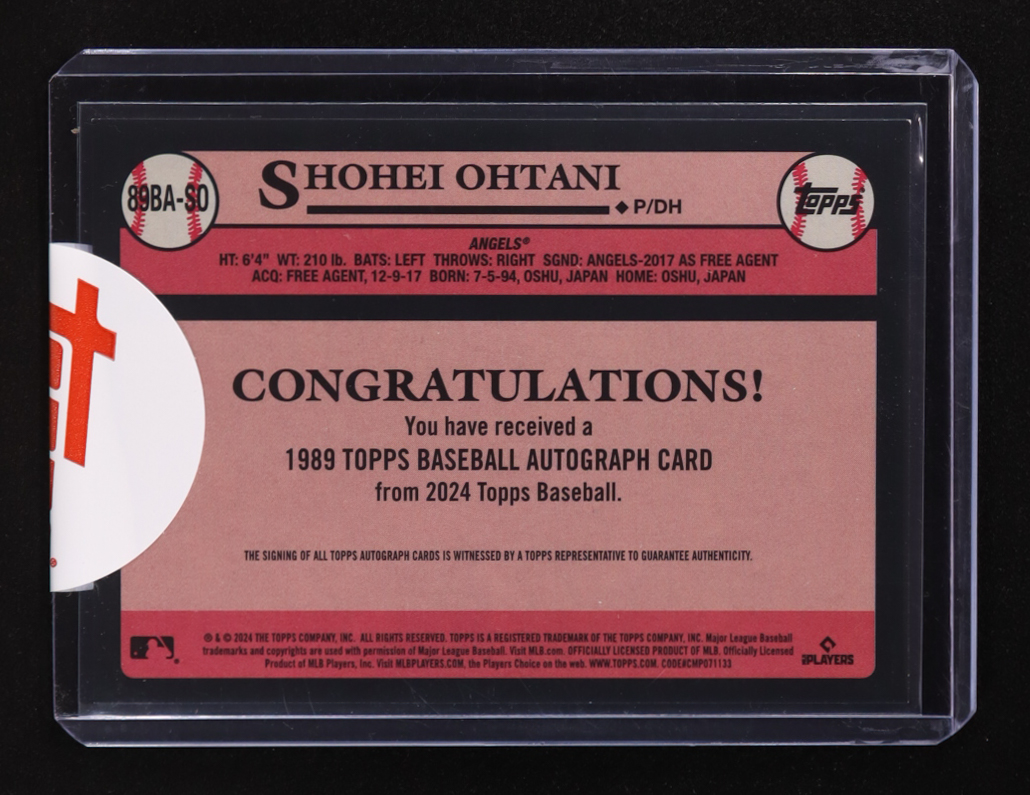 89BA-SO
SHOHEI OHTANI
P/DH
Topps
ANGELS®
HT: 6'4" WT: 210 lb. BATS: LEFT THROWS: RIGHT SGND: ANGELS-2017 AS FREE AGENT
ACQ: FREE AGENT, 12-9-17 BORN: 7-5-94, OSHU, JAPAN HOME: OSHU, JAPAN
CONGRATULATIONS!
You have received a
1989 TOPPS BASEBALL AUTOGRAPH CARD
from 2024 Topps Baseball.
THE SIGNING OF ALL TOPPS AUTOGRAPH CARDS IS WITNESSED BY A TOPPS REPRESENTATIVE TO GUARANTEE AUTHENTICITY.
® & © 2024 THE TOPPS COMPANY, INC. ALL RIGHTS RESERVED. TOPPS IS A REGISTERED TRADEMARK OF THE TOPPS COMPANY, INC. Major League Baseball
trademarks and copyrights are used with permission of Major League Baseball. Visit MLB.com. OFFICIALLY LICENSED PRODUCT OF MLB. Officially Licensed
Product of MLB Players, Inc. Visit MLBPLAYERS.COM, the Players Choice on the web. WWW.TOPPS.COM. CODE#CMP071133
PLAYERS